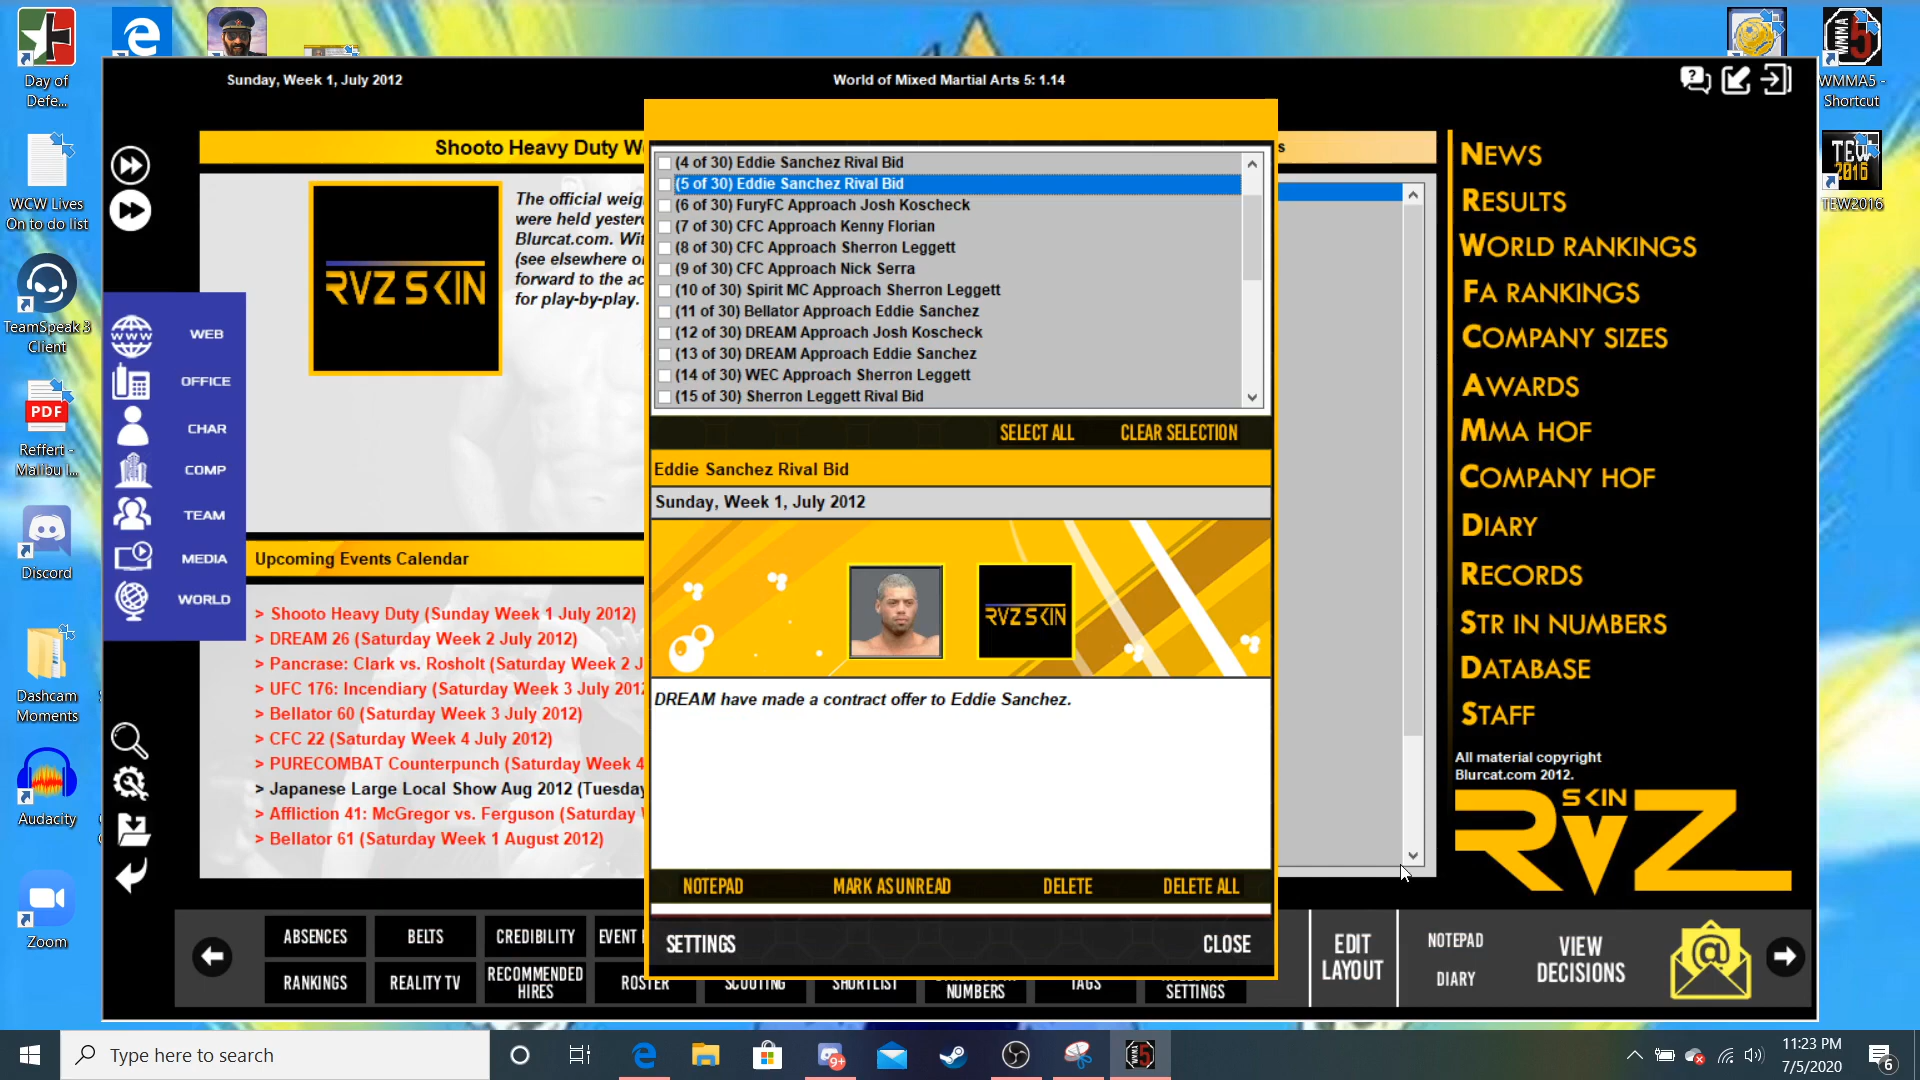 Day of
Defe...
WCW Lives
On to do list
TeamSpeak 3
Client
PDF
Reffert -
Malibu I...
Discord
Dashcam
Moments
Audacity
Zoom
WMMA5 -
Shortcut
TEW
2016
TEW2016
Sunday, Week 1, July 2012
World of Mixed Martial Arts 5: 1.14
Shooto Heavy Duty W
s
RVZ SKIN
The official weig
were held yester
Blurcat.com. Wit
(see elsewhere o
forward to the ac
for play-by-play.
WWW
WEB
OFFICE
CHAR
COMP
TEAM
MEDIA
WORLD
Upcoming Events Calendar
> Shooto Heavy Duty (Sunday Week 1 July 2012)
> DREAM 26 (Saturday Week 2 July 2012)
> Pancrase: Clark vs. Rosholt (Saturday Week 2 J
> UFC 176: Incendiary (Saturday Week 3 July 2012
> Bellator 60 (Saturday Week 3 July 2012)
> CFC 22 (Saturday Week 4 July 2012)
> PURECOMBAT Counterpunch (Saturday Week 4
> Japanese Large Local Show Aug 2012 (Tuesday
> Affliction 41: McGregor vs. Ferguson (Saturday
> Bellator 61 (Saturday Week 1 August 2012)
(4 of 30) Eddie Sanchez Rival Bid
(5 of 30) Eddie Sanchez Rival Bid
(6 of 30) FuryFC Approach Josh Koscheck
(7 of 30) CFC Approach Kenny Florian
(8 of 30) CFC Approach Sherron Leggett
(9 of 30) CFC Approach Nick Serra
(10 of 30) Spirit MC Approach Sherron Leggett
(11 of 30) Bellator Approach Eddie Sanchez
(12 of 30) DREAM Approach Josh Koscheck
(13 of 30) DREAM Approach Eddie Sanchez
(14 of 30) WEC Approach Sherron Leggett
(15 of 30) Sherron Leggett Rival Bid
SELECT ALL
CLEAR SELECTION
Eddie Sanchez Rival Bid
Sunday, Week 1, July 2012
RVZ SKIN
DREAM have made a contract offer to Eddie Sanchez.
NOTEPAD
MARK AS UNREAD
DELETE
DELETE ALL
SETTINGS
CLOSE
NEWS
RESULTS
WORLD RANKINGS
FA RANKINGS
COMPANY SIZES
AWARDS
MMA HOF
COMPANY HOF
DIARY
RECORDS
STR IN NUMBERS
DATABASE
STAFF
All material copyright
Blurcat.com 2012.
SKIN
RVZ
ABSENCES
BELTS
CREDIBILITY
EVENT
RANKINGS
REALITY TV
RECOMMENDED
HIRES
ROSTER
SCOUTING
SHORTLIST
NUMBERS
TAGS
SETTINGS
EDIT
LAYOUT
NOTEPAD
DIARY
VIEW
DECISIONS
Type here to search
9+
11:23 PM
7/5/2020
6